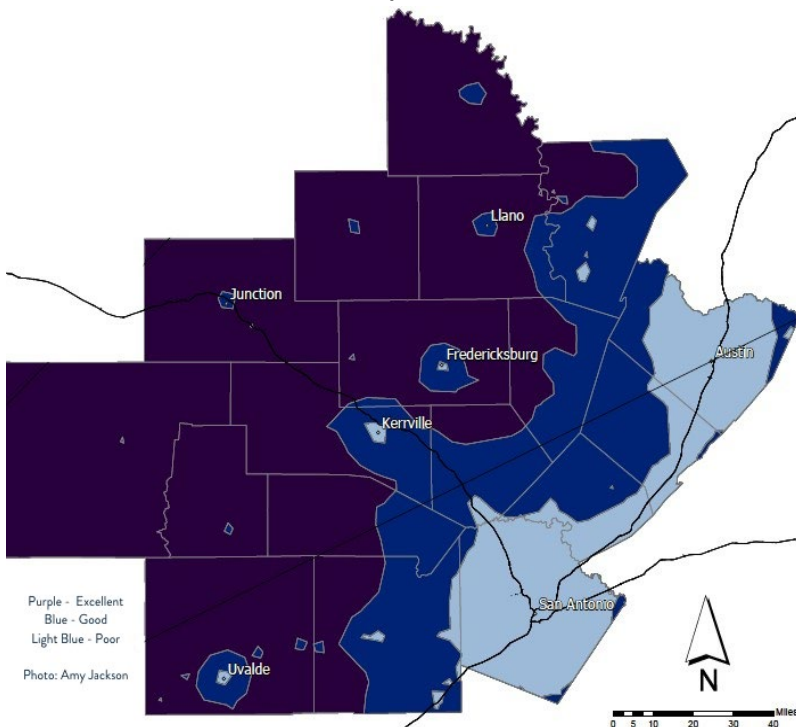 Llano
Junction
Fredericksburg
Austin
Kerrville
San Antonio
Purple - Excellent
Blue - Good
Light Blue - Poor
Photo: Amy Jackson
Uvalde
N
Miles
0 5 10 20 30 40